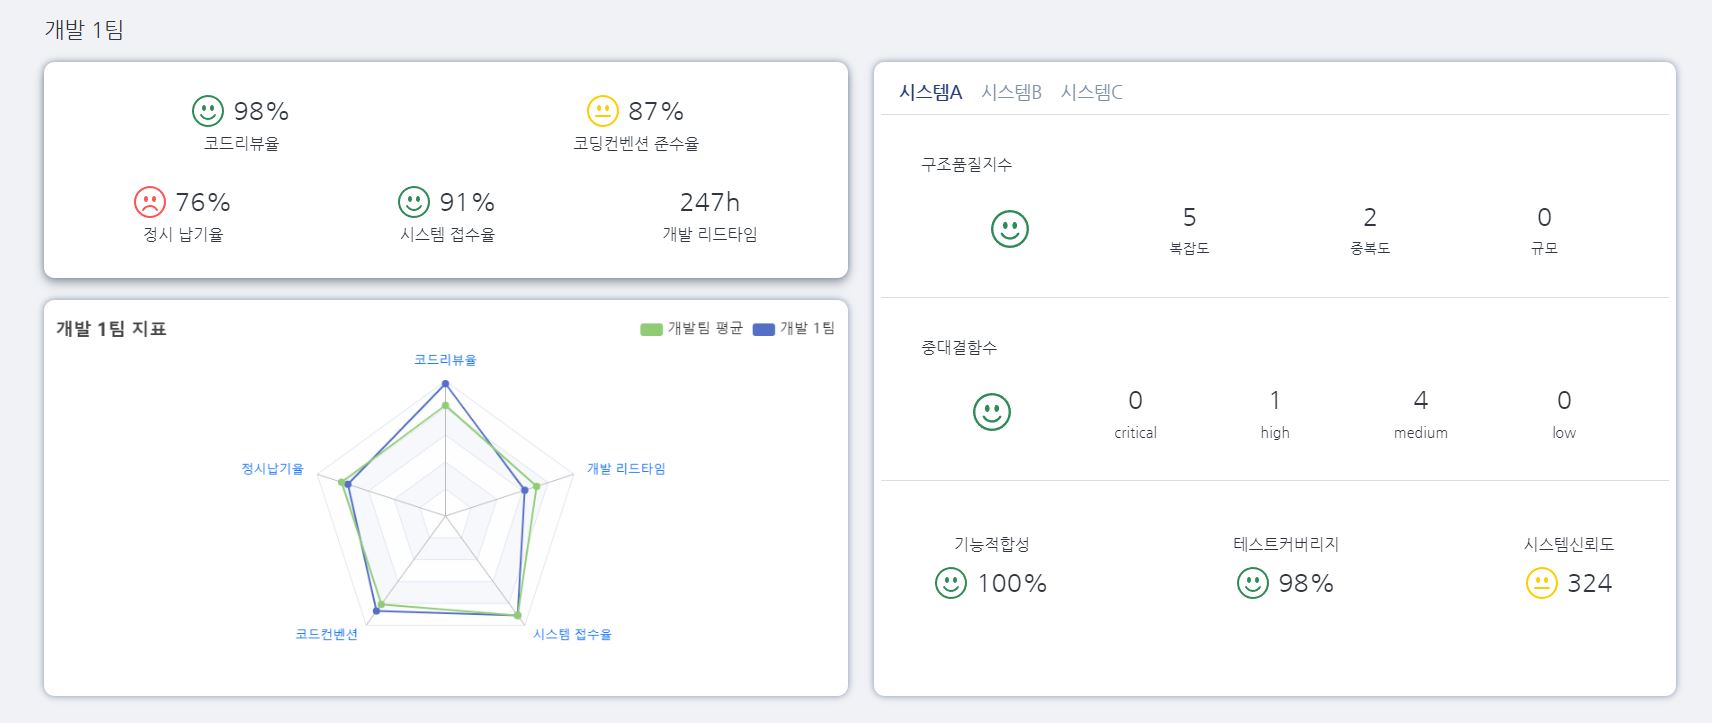 개발 1팀
98%
코드리뷰율
87%
코딩컨벤션 준수율
76%
정시 납기율
91%
시스템 접수율
247h
개발 리드타임
개발 1팀 지표
개발팀 평균 개발 1팀
코드리뷰율
정시납기율
개발 리드타임
코드컨벤션
시스템 접수율
시스템A 시스템B 시스템C
구조품질지수
5
복잡도
2
중복도
0
규모
중대결함수
0
critical
1
high
4
medium
0
low
기능적합성
100%
테스트커버리지
98%
시스템신뢰도
324